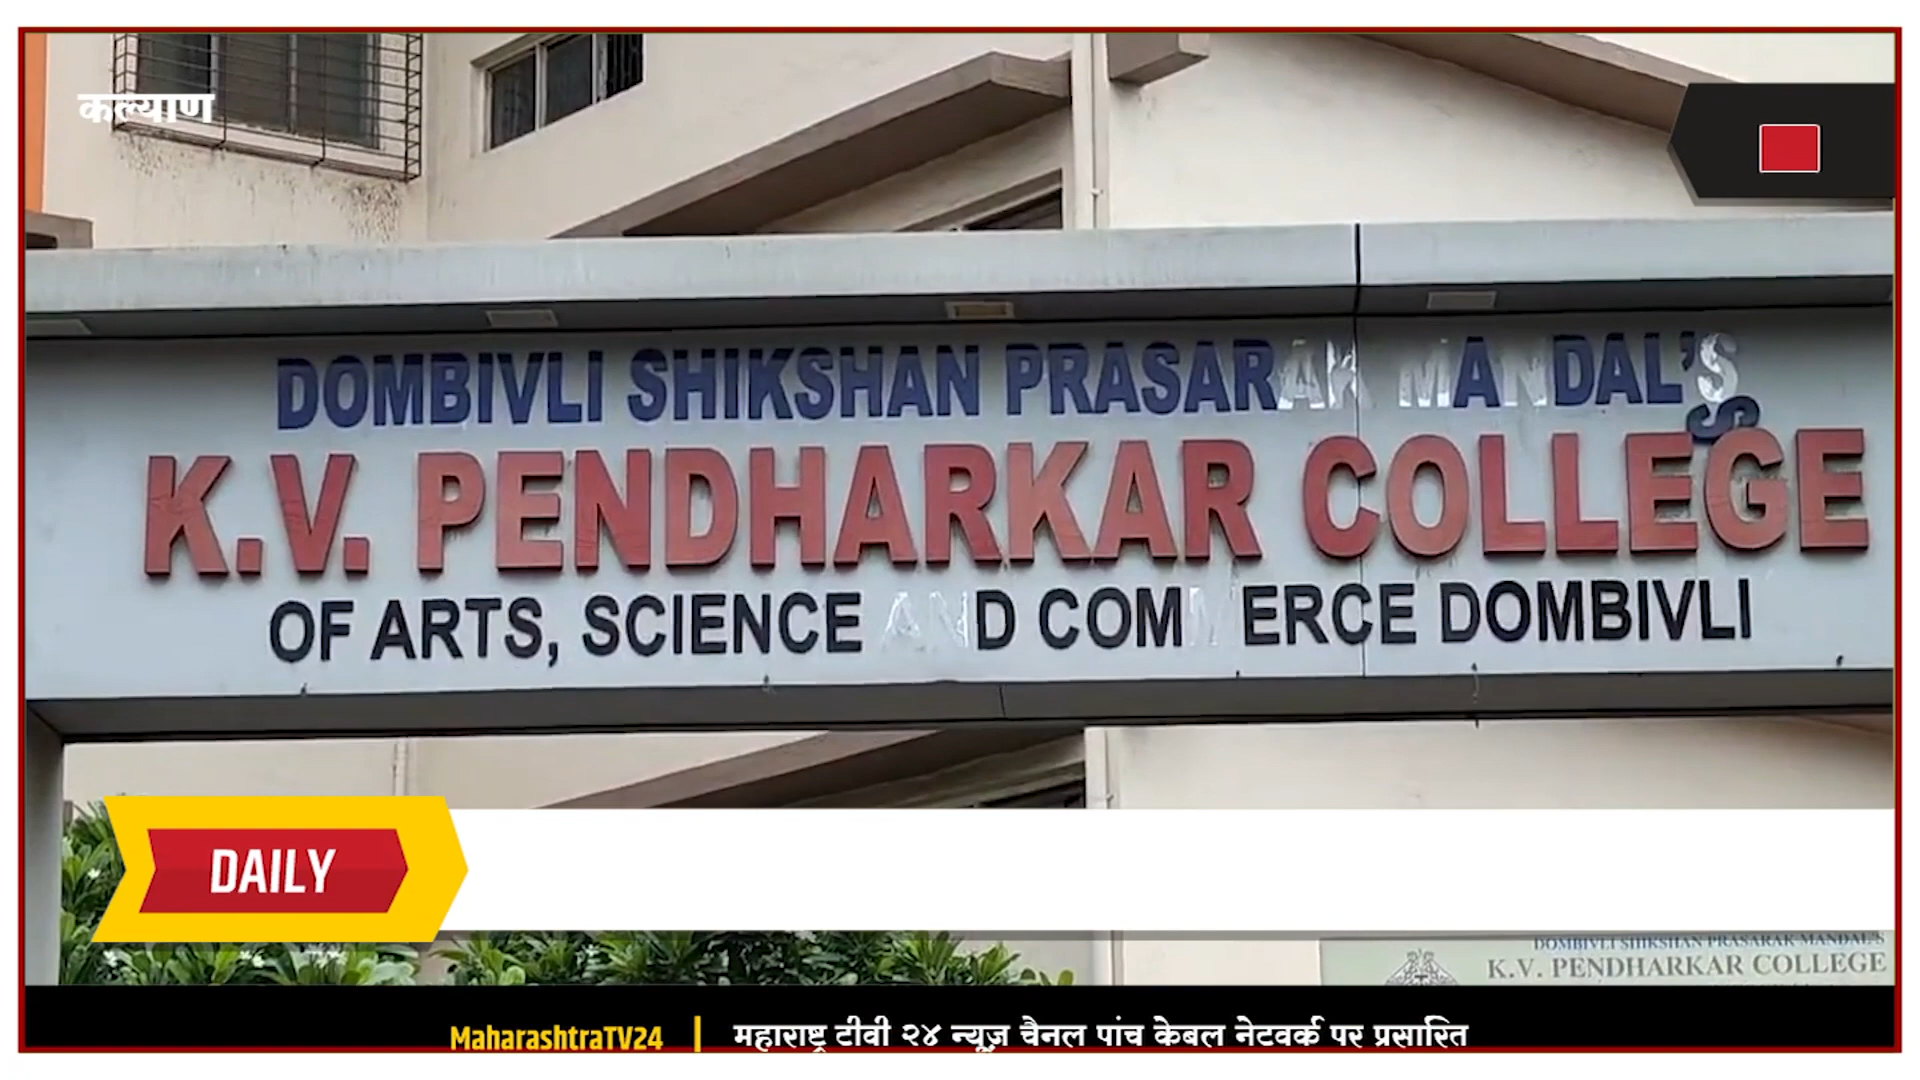 कल्याण
DOMBIVLI SHIKSHAN PRASARAK MANDAL'S
K.V. PENDHARKAR COLLEGE
OF ARTS, SCIENCE AND COMMERCE DOMBIVLI
DAILY
DOMBIVLI SHIKSHAN PRASARAK MANDAL'S
K.V. PENDHARKAR COLLEGE
MaharashtraTV24 | महाराष्ट्र टीवी २४ न्यूज़ चैनल पांच केबल नेटवर्क पर प्रसारित